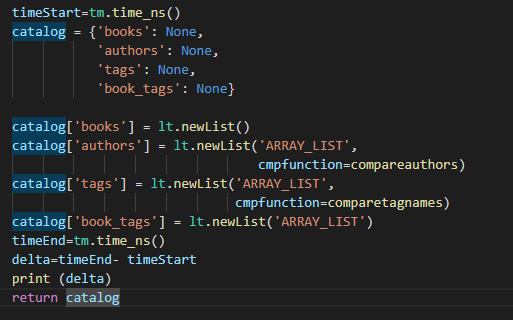 timeStart=tm.time_ns()
catalog = {'books': None,
'authors': None,
'tags': None,
'book_tags': None}
catalog['books'] = lt.newList()
catalog['authors'] = lt.newList('ARRAY_LIST',
cmpfunction=compareauthors)
catalog['tags'] = lt.newList('ARRAY_LIST',
cmpfunction=comparetagnames)
catalog['book_tags'] = lt.newList('ARRAY_LIST')
timeEnd=tm.time_ns()
delta=timeEnd- timeStart
print (delta)
return catalog